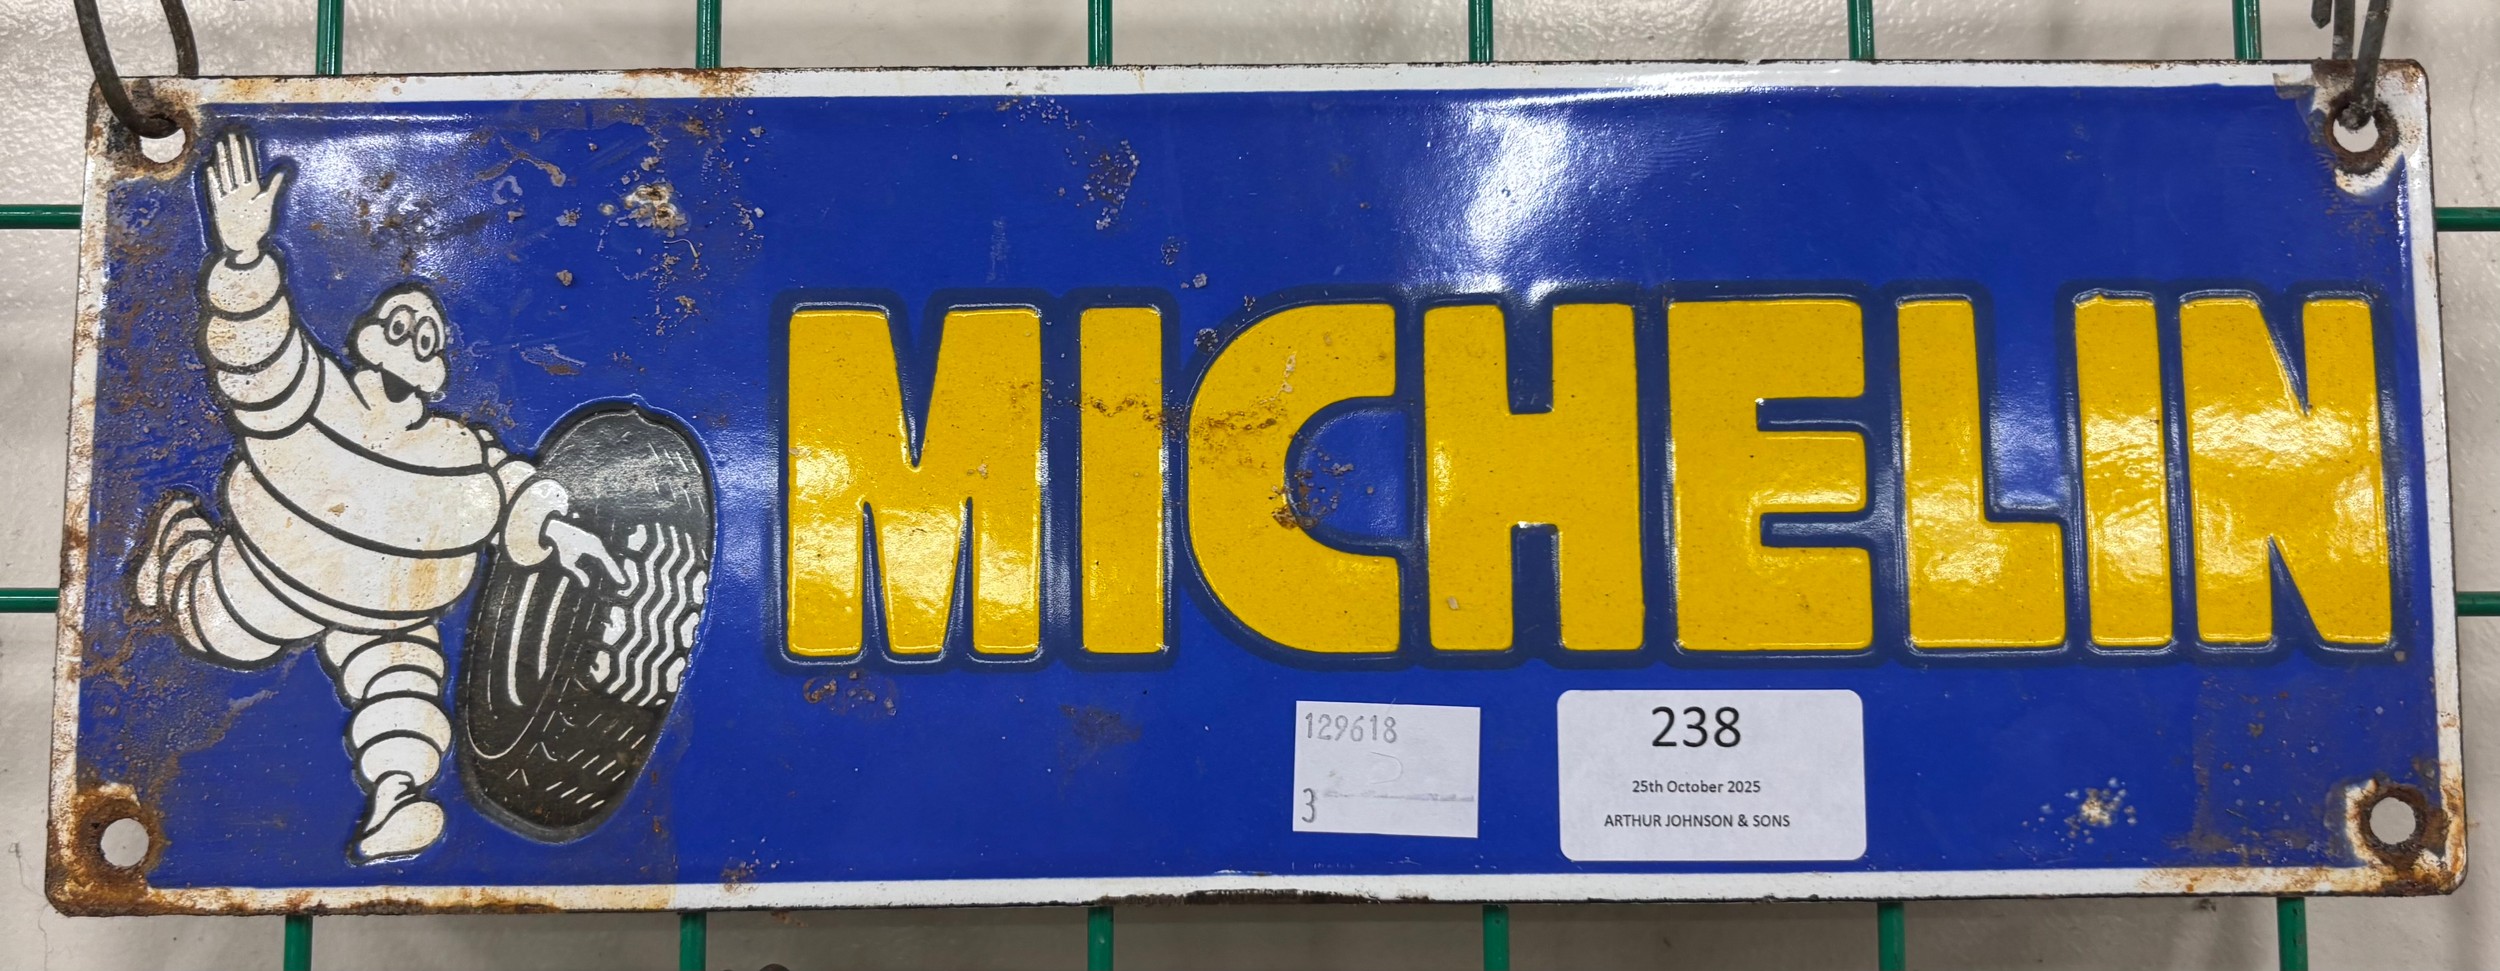 MICHELIN
129618
3
238
25th October 2025
ARTHUR JOHNSON & SONS